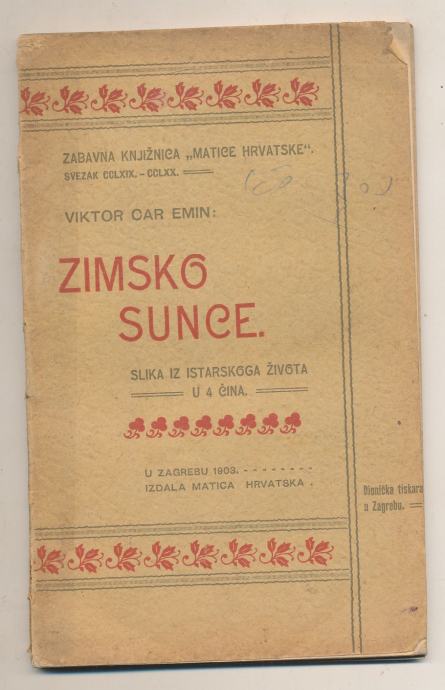 ZABAVNA KNJIŽNICA „MATICE HRVATSKE“.
SVEZAK CCLXIX. – CCLXX.
VIKTOR CAR EMIN:
ZIMSKO
SUNCE.
SLIKA IZ ISTARSKOGA ŽIVOTA
U 4 ČINA.
U ZAGREBU 1903. - - - - - - - -
IZDALA MATICA HRVATSKA .
Dionička tiskara
u Zagrebu.